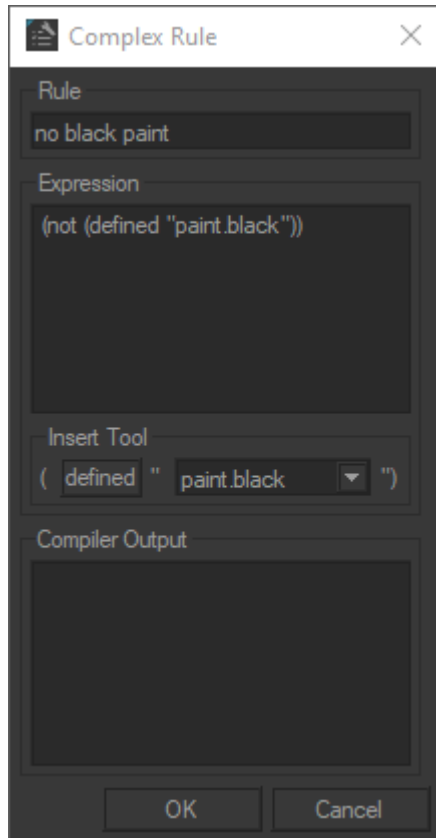 Complex Rule
Rule
no black paint
Expression
(not (defined "paint.black"))
Insert Tool
( defined " paint.black ")
Compiler Output
OK Cancel